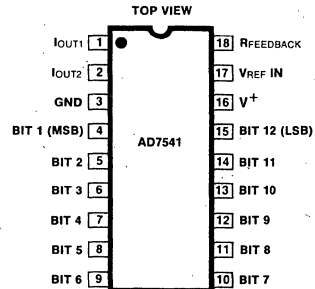 TOP VIEW
IOUT1 1 18 RFEEDBACK
IOUT2 2 17 VREF IN
GND 3 16 V+
BIT 1 (MSB) 4 15 BIT 12 (LSB)
AD7541
BIT 2 5 14 BIT 11
BIT 3 6 13 BIT 10
BIT 4 7 12 BIT 9
BIT 5 8 11 BIT 8
BIT 6 9 10 BIT 7